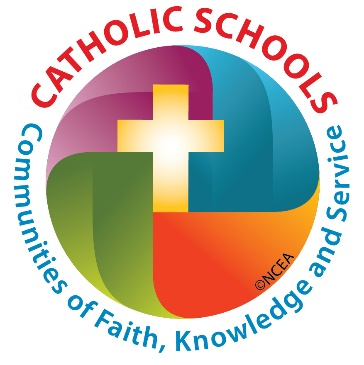 CATHOLIC SCHOOLS
Communities of Faith, Knowledge and Service
©NCEA